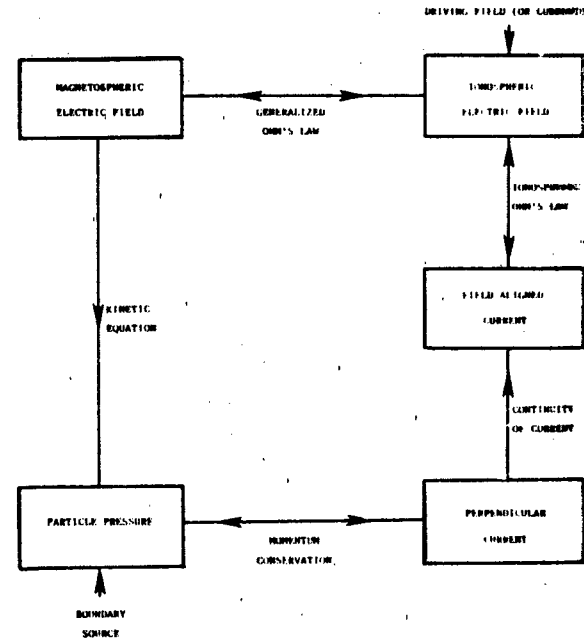 DRIVING FIELD (OR CURRENT)
MAGNETOSPHERIC
ELECTRIC FIELD
IONOSPHERIC
ELECTRIC FIELD
GENERALIZED
OHM'S LAW
IONOSPHERIC
OHM'S LAW
FIELD ALIGNED
CURRENT
KINETIC
EQUATION
CONTINUITY
OF CURRENT
PARTICLE PRESSURE
PERPENDICULAR
CURRENT
MOMENTUM
CONSERVATION
BOUNDARY
SOURCE